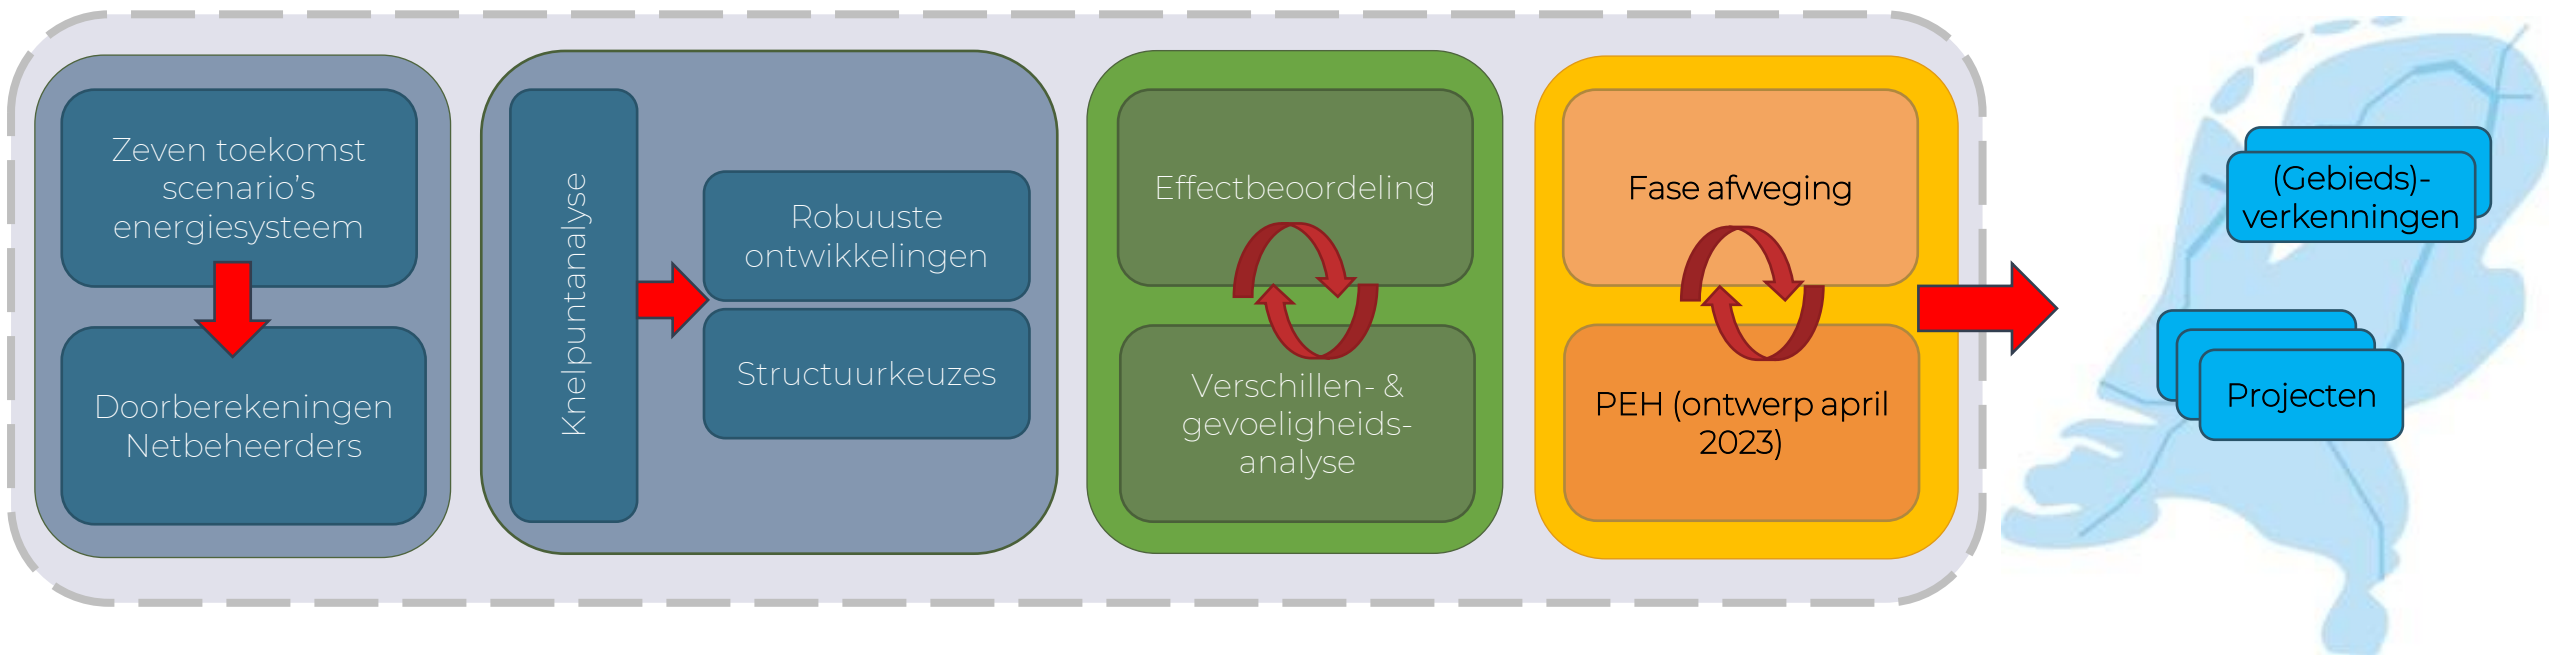 Zeven toekomst
scenario’s
energiesysteem
Doorberekeningen
Netbeheerders
Knelpuntanalyse
Robuuste
ontwikkelingen
Structuurkeuzes
Effectbeoordeling
Verschillen- &
gevoeligheids-
analyse
Fase afweging
PEH (ontwerp april
2023)
(Gebieds)-
verkenningen
Projecten